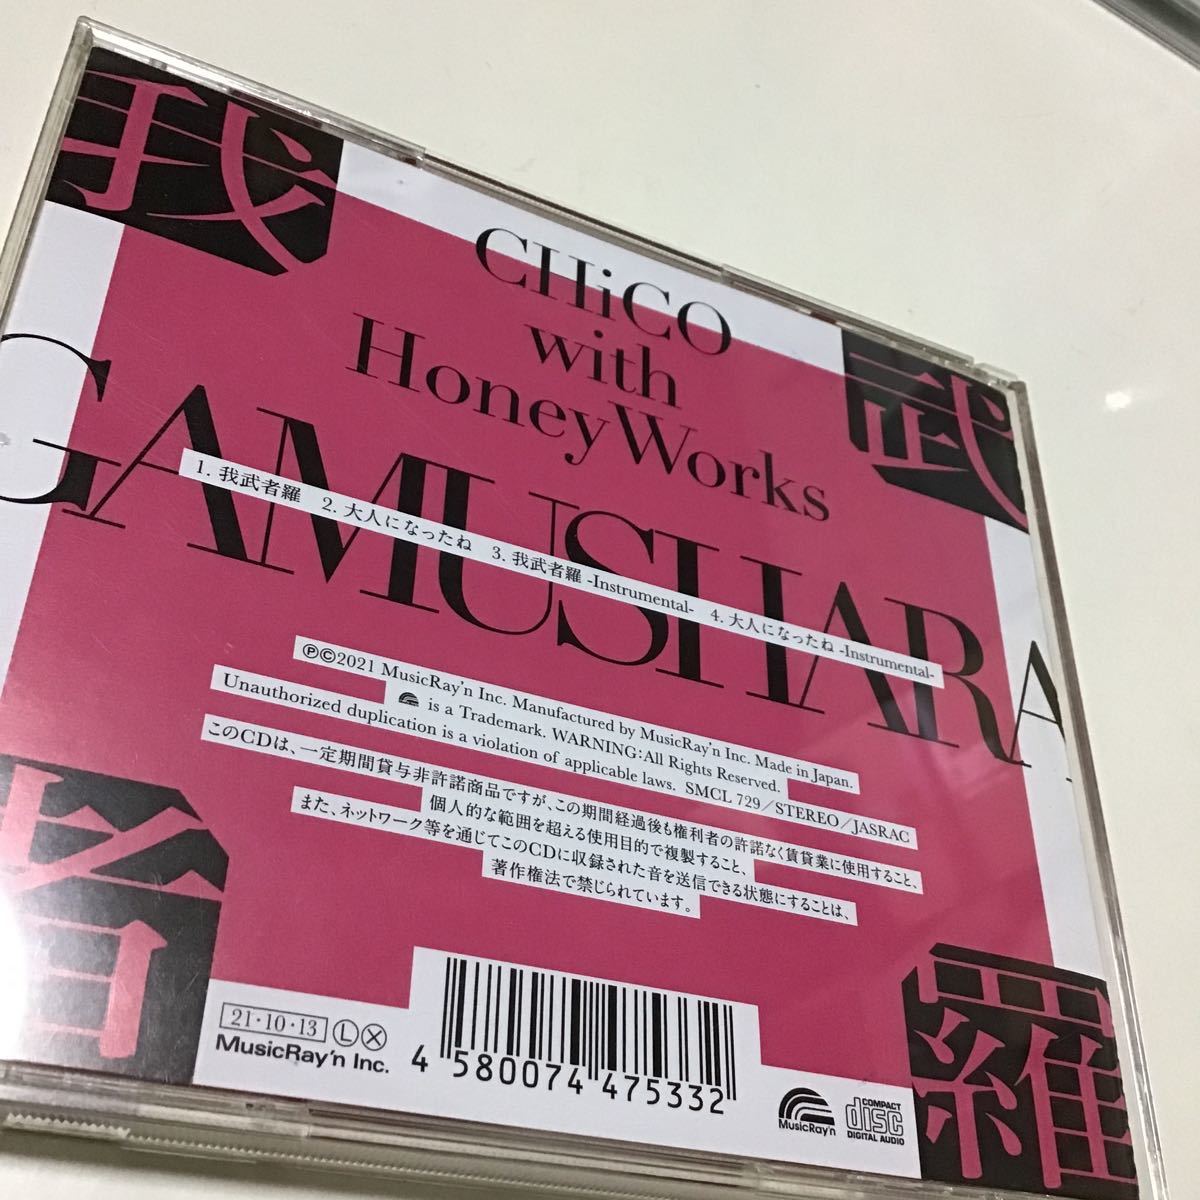 我
武
CHiCO
with
HoneyWorks
GAMUSHARA
1. 我武者羅 2. 大人になったね 3. 我武者羅 -Instrumental- 4. 大人になったね -Instrumental-
℗©2021 MusicRay'n Inc. Manufactured by MusicRay'n Inc. Made in Japan.
is a Trademark. WARNING:All Rights Reserved.
Unauthorized duplication is a violation of applicable laws. SMCL 729/STEREO/JASRAC
このCDは、一定期間貸与非許諾商品ですが、この期間経過後も権利者の許諾なく賃貸業に使用すること、
個人的な範囲を超える使用目的で複製すること、
また、ネットワーク等を通じてこのCDに収録された音を送信できる状態にすることは、
著作権法で禁じられています。
者
羅
21・10・13 Ⓛ Ⓧ
MusicRay'n Inc.
4 580074 475332
MusicRay'n
COMPACT
disc
DIGITAL AUDIO